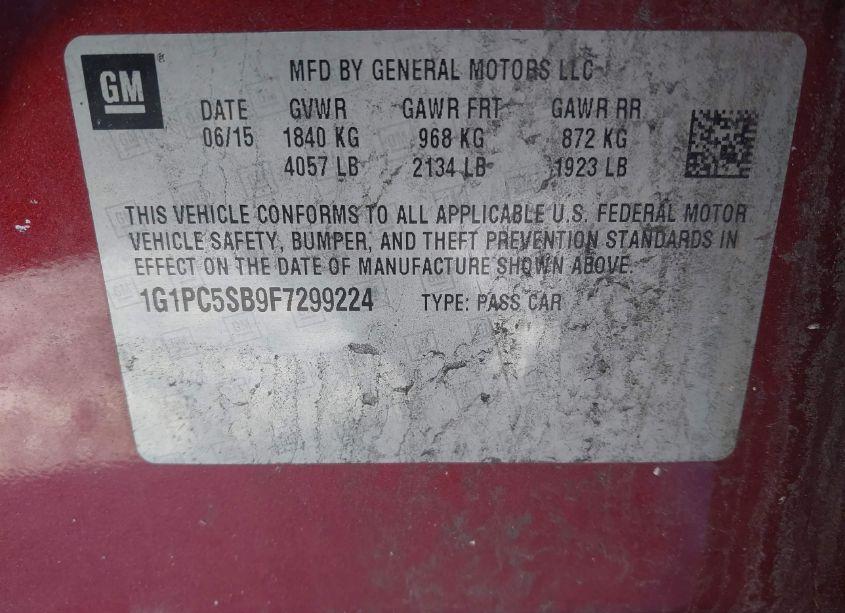 GM
MFD BY GENERAL MOTORS LLC
DATE GVWR GAWR FRT GAWR RR
06/15 1840 KG 968 KG 872 KG
4057 LB 2134 LB 1923 LB
THIS VEHICLE CONFORMS TO ALL APPLICABLE U.S. FEDERAL MOTOR
VEHICLE SAFETY, BUMPER, AND THEFT PREVENTION STANDARDS IN
EFFECT ON THE DATE OF MANUFACTURE SHOWN ABOVE.
1G1PC5SB9F7299224 TYPE: PASS CAR